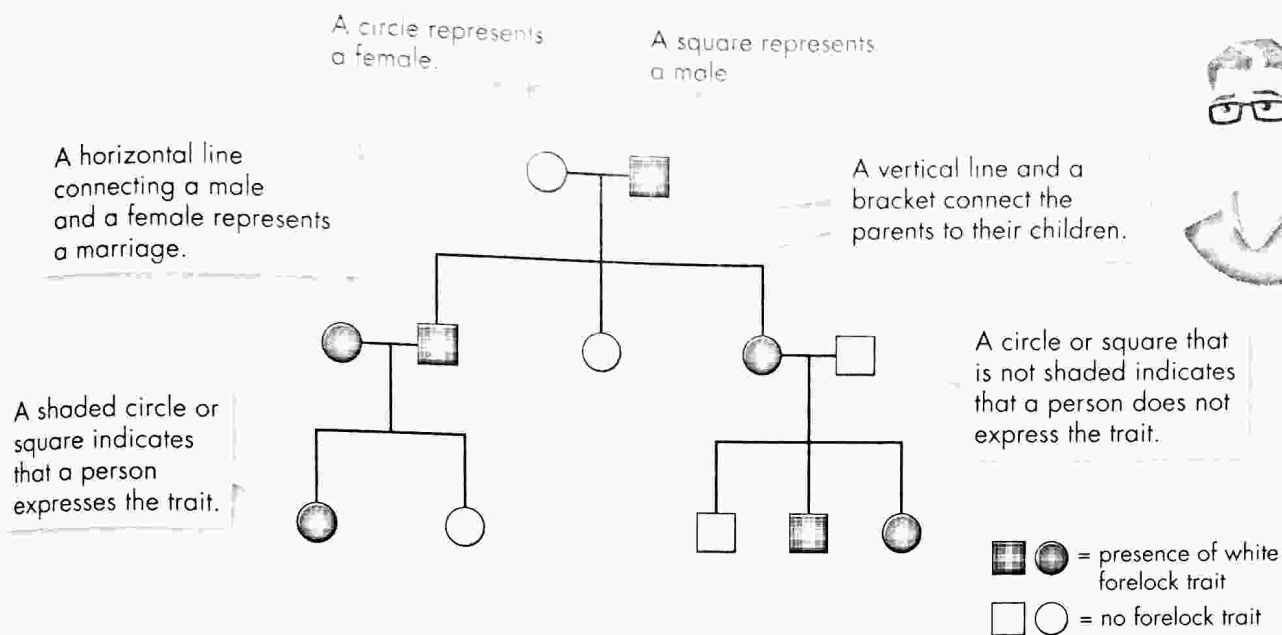 A circle represents
a female.
A square represents
a male
A horizontal line
connecting a male
and a female represents
a marriage.
A vertical line and a
bracket connect the
parents to their children.
A shaded circle or
square indicates
that a person
expresses the trait.
A circle or square that
is not shaded indicates
that a person does not
express the trait.
= presence of white
forelock trait
= no forelock trait